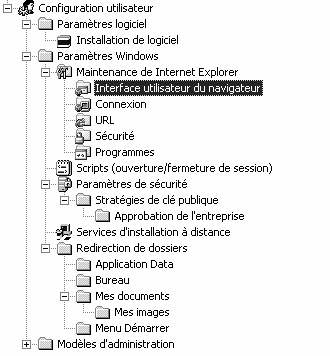 Configuration utilisateur
Paramètres logiciel
Installation de logiciel
Paramètres Windows
Maintenance de Internet Explorer
Interface utilisateur du navigateur
Connexion
URL
Sécurité
Programmes
Scripts (ouverture/fermeture de session)
Paramètres de sécurité
Stratégies de clé publique
Approbation de l'entreprise
Services d'installation à distance
Redirection de dossiers
Application Data
Bureau
Mes documents
Mes images
Menu Démarrer
Modèles d'administration